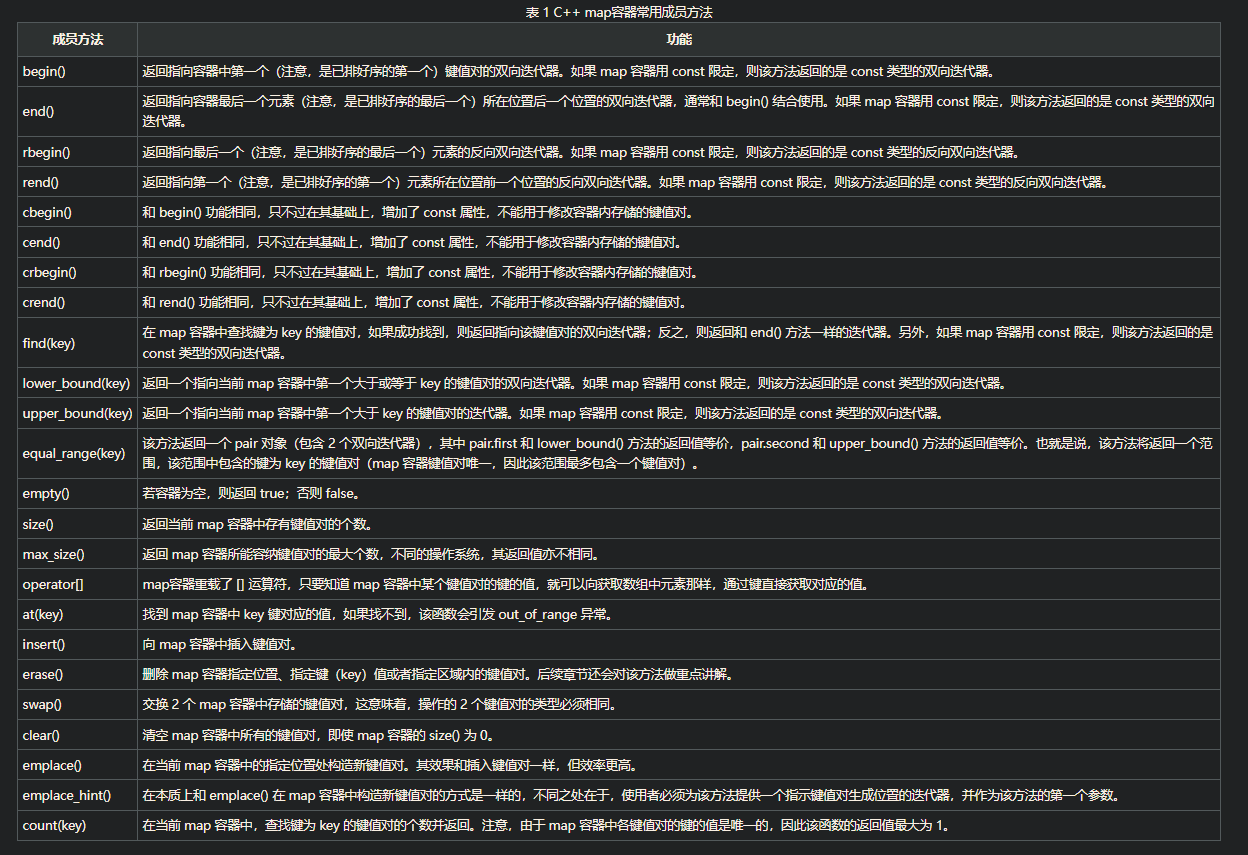 表 1 C++ map容器常用成员方法
成员方法 功能
begin() 返回指向容器中第一个（注意，是已排好序的第一个）键值对的双向迭代器。如果 map 容器用 const 限定，则该方法返回的是 const 类型的双向迭代器。
end() 返回指向容器最后一个元素（注意，是已排好序的最后一个）所在位置后一个位置的双向迭代器，通常和 begin() 结合使用。如果 map 容器用 const 限定，则该方法返回的是 const 类型的双向
迭代器。
rbegin() 返回指向最后一个（注意，是已排好序的最后一个）元素的反向双向迭代器。如果 map 容器用 const 限定，则该方法返回的是 const 类型的反向双向迭代器。
rend() 返回指向第一个（注意，是已排好序的第一个）元素所在位置前一个位置的反向双向迭代器。如果 map 容器用 const 限定，则该方法返回的是 const 类型的反向双向迭代器。
cbegin() 和 begin() 功能相同，只不过在其基础上，增加了 const 属性，不能用于修改容器内存储的键值对。
cend() 和 end() 功能相同，只不过在其基础上，增加了 const 属性，不能用于修改容器内存储的键值对。
crbegin() 和 rbegin() 功能相同，只不过在其基础上，增加了 const 属性，不能用于修改容器内存储的键值对。
crend() 和 rend() 功能相同，只不过在其基础上，增加了 const 属性，不能用于修改容器内存储的键值对。
find(key) 在 map 容器中查找键为 key 的键值对，如果成功找到，则返回指向该键值对的双向迭代器；反之，则返回和 end() 方法一样的迭代器。另外，如果 map 容器用 const 限定，则该方法返回的是
const 类型的双向迭代器。
lower_bound(key) 返回一个指向当前 map 容器中第一个大于或等于 key 的键值对的双向迭代器。如果 map 容器用 const 限定，则该方法返回的是 const 类型的双向迭代器。
upper_bound(key) 返回一个指向当前 map 容器中第一个大于 key 的键值对的迭代器。如果 map 容器用 const 限定，则该方法返回的是 const 类型的双向迭代器。
equal_range(key) 该方法返回一个 pair 对象（包含 2 个双向迭代器），其中 pair.first 和 lower_bound() 方法的返回值等价，pair.second 和 upper_bound() 方法的返回值等价。也就是说，该方法将返回一个范
围，该范围中包含的键为 key 的键值对（map 容器键值对唯一，因此该范围最多包含一个键值对）。
empty() 若容器为空，则返回 true；否则 false。
size() 返回当前 map 容器中存有键值对的个数。
max_size() 返回 map 容器所能容纳键值对的最大个数，不同的操作系统，其返回值亦不相同。
operator[] map容器重载了 [] 运算符，只要知道 map 容器中某个键值对的键的值，就可以向获取数组中元素那样，通过键直接获取对应的值。
at(key) 找到 map 容器中 key 键对应的值，如果找不到，该函数会引发 out_of_range 异常。
insert() 向 map 容器中插入键值对。
erase() 删除 map 容器指定位置、指定键（key）值或者指定区域内的键值对。后续章节还会对该方法做重点讲解。
swap() 交换 2 个 map 容器中存储的键值对，这意味着，操作的 2 个键值对的类型必须相同。
clear() 清空 map 容器中所有的键值对，即使 map 容器的 size() 为 0。
emplace() 在当前 map 容器中的指定位置处构造新键值对。其效果和插入键值对一样，但效率更高。
emplace_hint() 在本质上和 emplace() 在 map 容器中构造新键值对的方式是一样的，不同之处在于，使用者必须为该方法提供一个指示键值对生成位置的迭代器，并作为该方法的第一个参数。
count(key) 在当前 map 容器中，查找键为 key 的键值对的个数并返回。注意，由于 map 容器中各键值对的键的值是唯一的，因此该函数的返回值最大为 1。